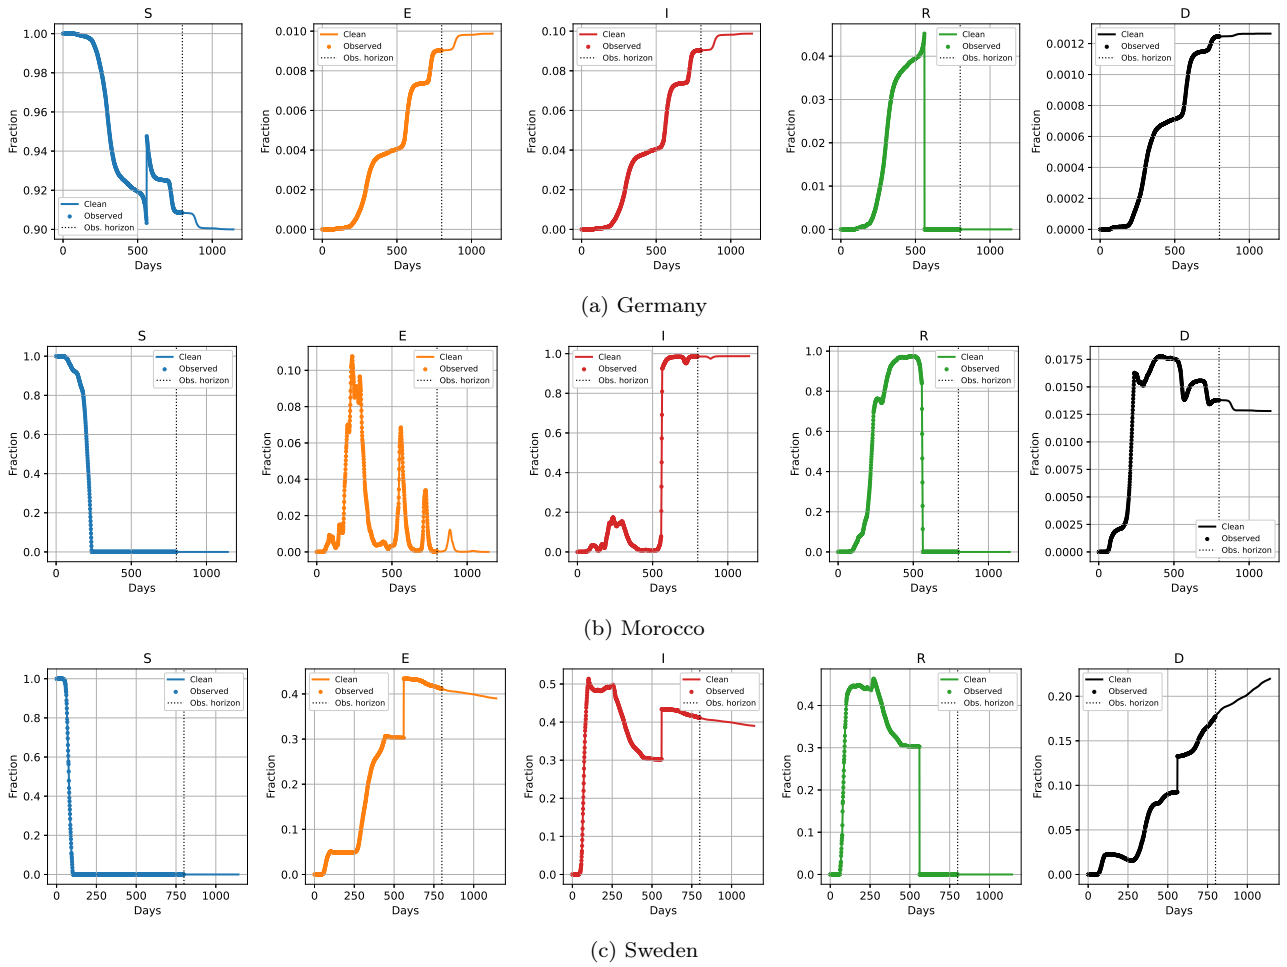 S
1.00
0.98
0.96
0.94
0.92
0.90
Fraction
Clean
Observed
Obs. horizon
0
500
1000
Days
E
0.010
0.008
0.006
0.004
0.002
0.000
Fraction
Clean
Observed
Obs. horizon
0
500
1000
Days
I
0.10
0.08
0.06
0.04
0.02
0.00
Fraction
Clean
Observed
Obs. horizon
0
500
1000
Days
R
0.04
0.03
0.02
0.01
0.00
Fraction
Clean
Observed
Obs. horizon
0
500
1000
Days
D
0.0012
0.0010
0.0008
0.0006
0.0004
0.0002
0.0000
Fraction
Clean
Observed
Obs. horizon
0
500
1000
Days
(a) Germany
S
1.0
0.8
0.6
0.4
0.2
0.0
Fraction
Clean
Observed
Obs. horizon
0
500
1000
Days
E
0.10
0.08
0.06
0.04
0.02
0.00
Fraction
Clean
Observed
Obs. horizon
0
500
1000
Days
I
1.0
0.8
0.6
0.4
0.2
0.0
Fraction
Clean
Observed
Obs. horizon
0
500
1000
Days
R
1.0
0.8
0.6
0.4
0.2
0.0
Fraction
Clean
Observed
Obs. horizon
0
500
1000
Days
D
0.0175
0.0150
0.0125
0.0100
0.0075
0.0050
0.0025
0.0000
Fraction
Clean
Observed
Obs. horizon
0
500
1000
Days
(b) Morocco
S
1.0
0.8
0.6
0.4
0.2
0.0
Fraction
Clean
Observed
Obs. horizon
0
250
500
750
1000
Days
E
0.4
0.3
0.2
0.1
0.0
Fraction
Clean
Observed
Obs. horizon
0
250
500
750
1000
Days
I
0.5
0.4
0.3
0.2
0.1
0.0
Fraction
Clean
Observed
Obs. horizon
0
250
500
750
1000
Days
R
0.4
0.3
0.2
0.1
0.0
Fraction
Clean
Observed
Obs. horizon
0
250
500
750
1000
Days
D
0.20
0.15
0.10
0.05
0.00
Fraction
Clean
Observed
Obs. horizon
0
250
500
750
1000
Days
(c) Sweden